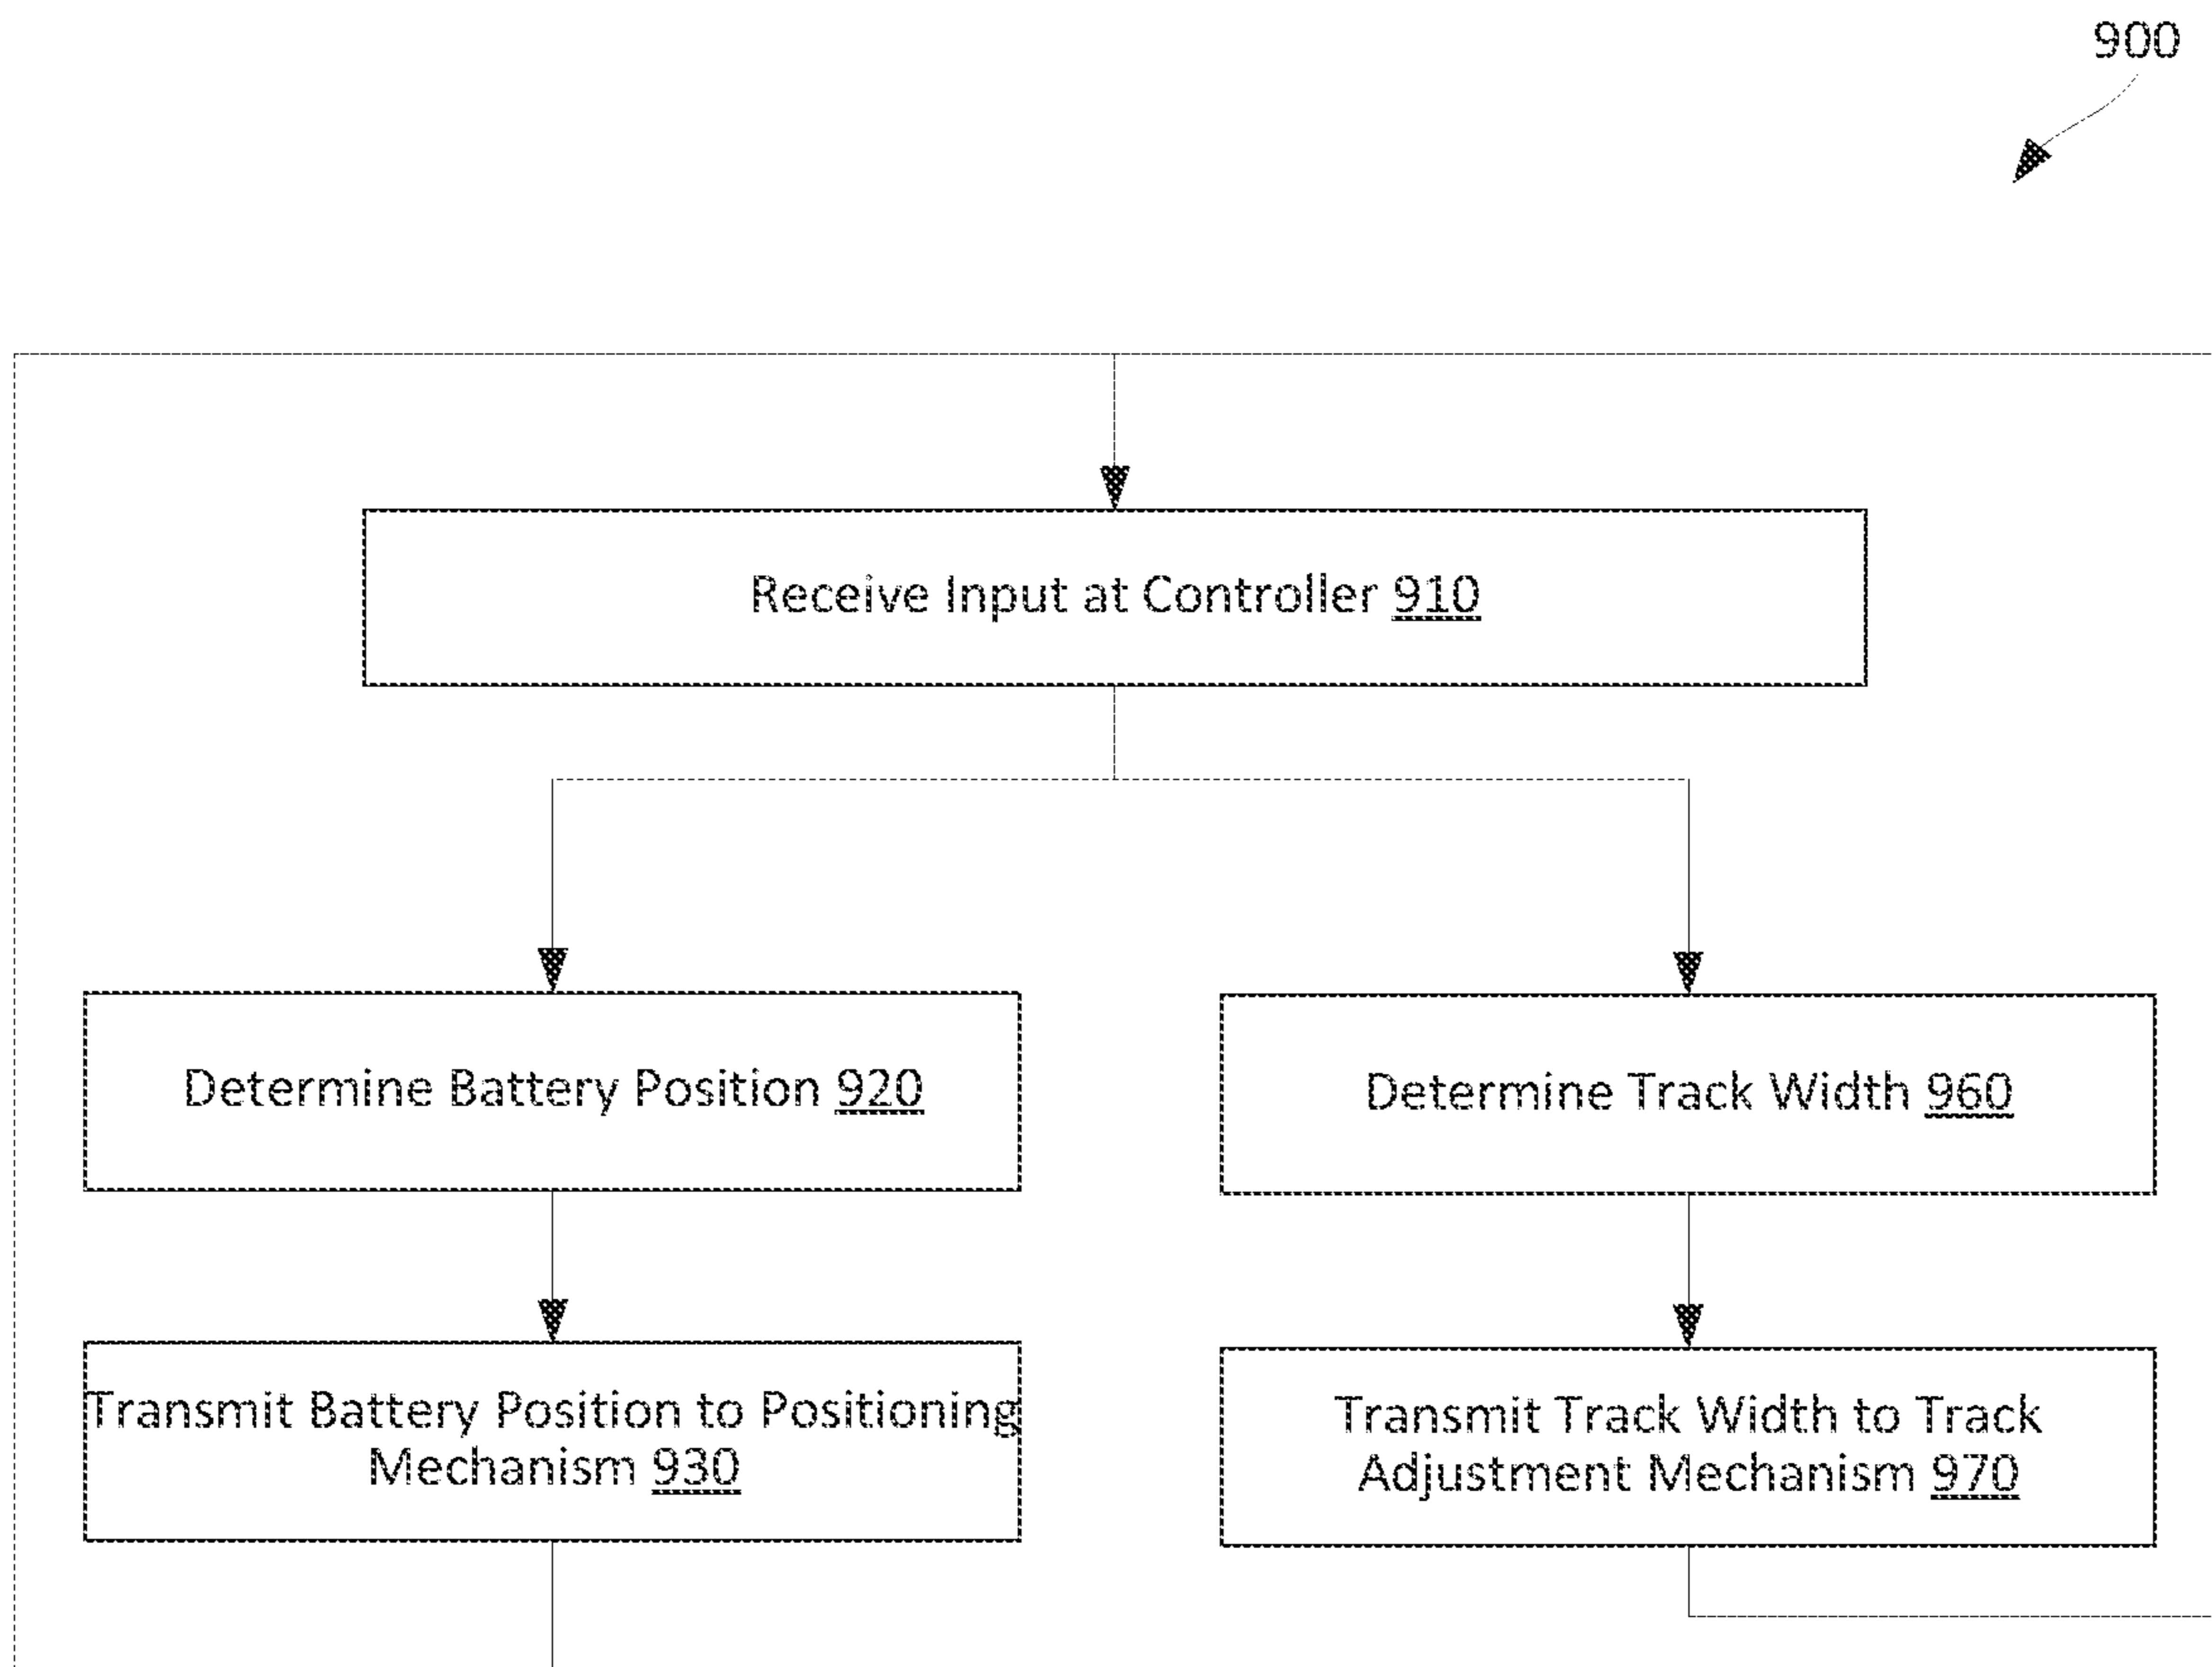 900
Receive Input at Controller 910
Determine Battery Position 920
Determine Track Width 960
Transmit Battery Position to Positioning
Mechanism 930
Transmit Track Width to Track
Adjustment Mechanism 970